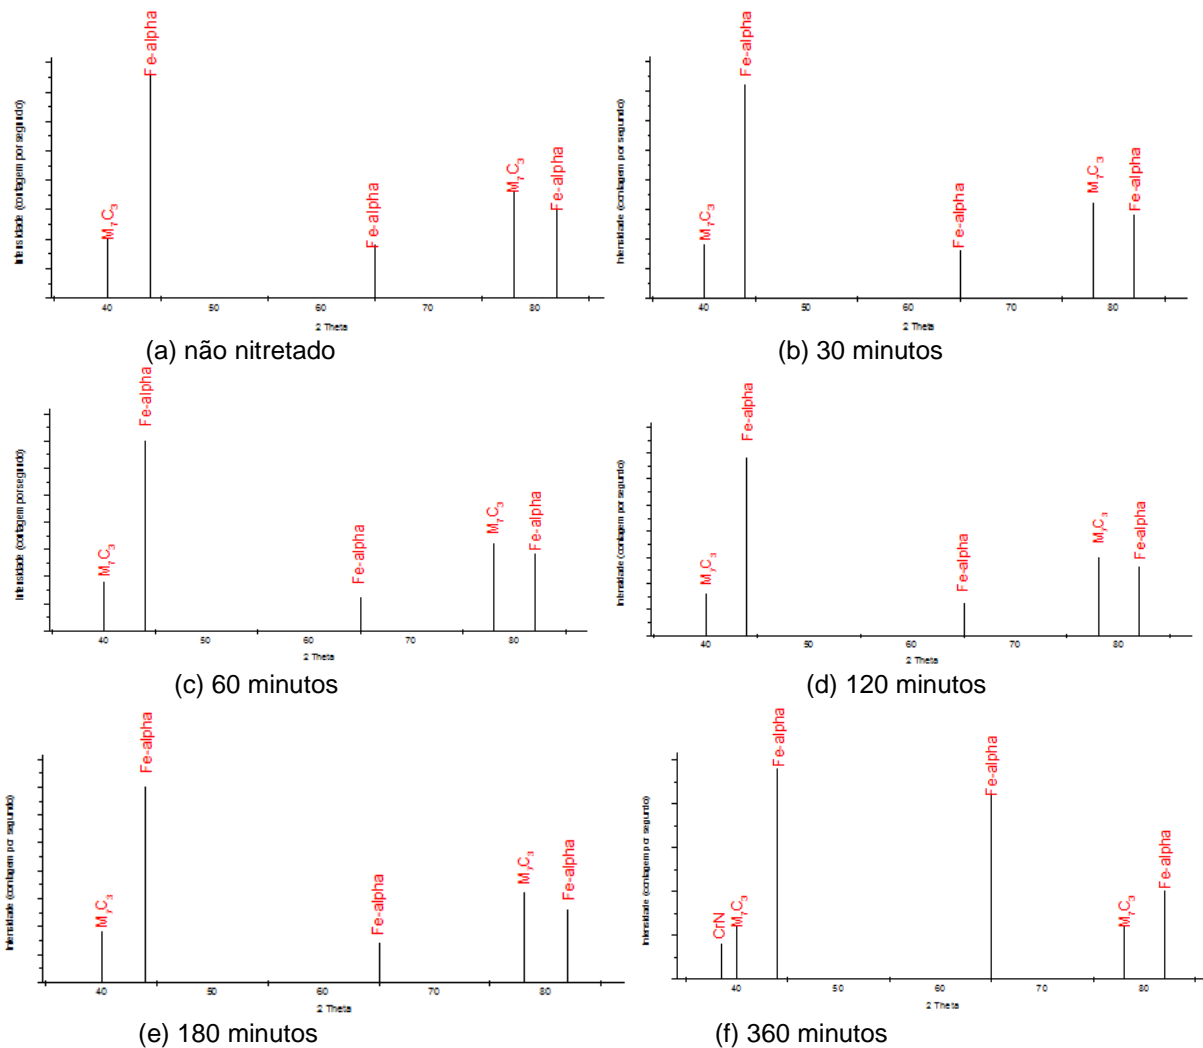 Fe-alpha
M₇C₃
Fe-alpha
M₇C₃
Fe-alpha
Intensidade (contagem por segundo)
40 50 60 70 80
2 Theta
(a) não nitretado
Fe-alpha
M₇C₃
Fe-alpha
M₇C₃
Fe-alpha
Intensidade (contagem por segundo)
40 50 60 70 80
2 Theta
(b) 30 minutos
Fe-alpha
M₇C₃
Fe-alpha
M₇C₃
Fe-alpha
Intensidade (contagem por segundo)
40 50 60 70 80
2 Theta
(c) 60 minutos
Fe-alpha
M₇C₃
Fe-alpha
M₇C₃
Fe-alpha
Intensidade (contagem por segundo)
40 50 60 70 80
2 Theta
(d) 120 minutos
Fe-alpha
M₇C₃
Fe-alpha
M₇C₃
Fe-alpha
Intensidade (contagem por segundo)
40 50 60 70 80
2 Theta
(e) 180 minutos
CrN
M₇C₃
Fe-alpha
Fe-alpha
M₇C₃
Fe-alpha
Intensidade (contagem por segundo)
40 50 60 70 80
2 Theta
(f) 360 minutos